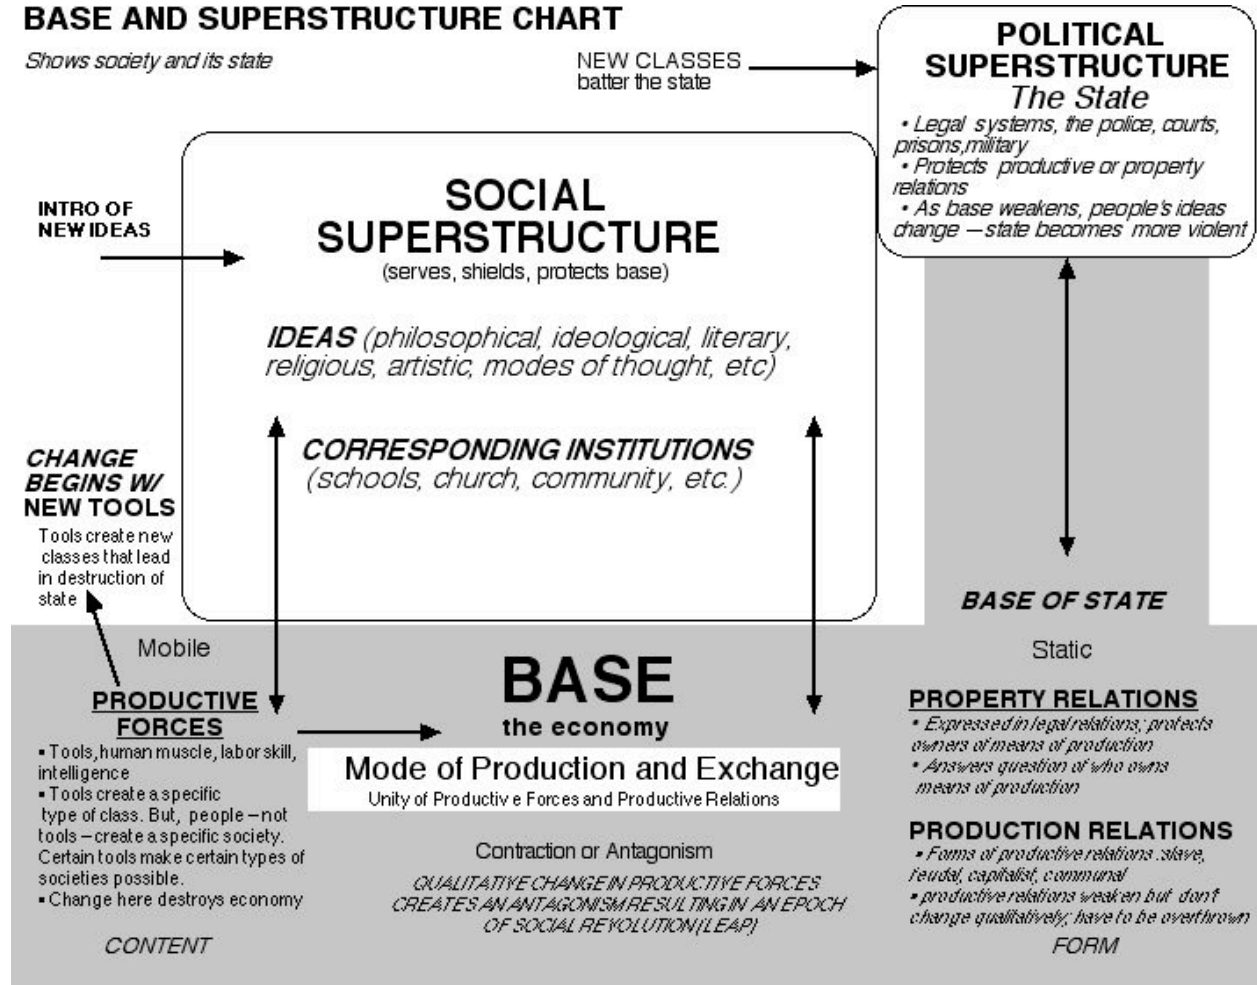 BASE AND SUPERSTRUCTURE CHART
Shows society and its state
NEW CLASSES
batter the state
POLITICAL
SUPERSTRUCTURE
The State
• Legal systems, the police, courts,
prisons,military
• Protects productive or property
relations
• As base weakens, people's ideas
change – state becomes more violent
INTRO OF
NEW IDEAS
SOCIAL
SUPERSTRUCTURE
(serves, shields, protects base)
IDEAS (philosophical, ideological, literary,
religious, artistic, modes of thought, etc)
CORRESPONDING INSTITUTIONS
(schools, church, community, etc.)
CHANGE
BEGINS W/
NEW TOOLS
Tools create new
classes that lead
in destruction of
state
BASE OF STATE
Mobile
PRODUCTIVE
FORCES
▪ Tools, human muscle, labor skill,
intelligence
▪ Tools create a specific
type of class. But, people – not
tools – create a specific society.
Certain tools make certain types of
societies possible.
▪ Change here destroys economy
CONTENT
BASE
the economy
Mode of Production and Exchange
Unity of Productive Forces and Productive Relations
Contraction or Antagonism
QUALITATIVE CHANGE IN PRODUCTIVE FORCES
CREATES AN ANTAGONISM RESULTING IN AN EPOCH
OF SOCIAL REVOLUTION (LEAP)
Static
PROPERTY RELATIONS
• Expressed in legal relations; protects
owners of means of production
• Answers question of who owns
means of production
PRODUCTION RELATIONS
• Forms of productive relations :slave,
feudal, capitalist, communal
• productive relations weaken but don't
change qualitatively; have to be overthrown
FORM